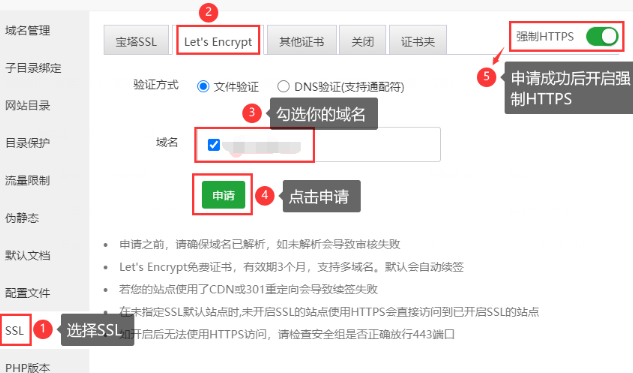 域名管理
子目录绑定
网站目录
目录保护
流量限制
伪静态
默认文档
配置文件
SSL
PHP版本
1
选择SSL
2
宝塔SSL
Let's Encrypt
其他证书
关闭
证书夹
强制HTTPS
5
申请成功后开启强
制HTTPS
验证方式
文件验证
DNS验证(支持通配符)
3
勾选你的域名
域名
申请
4
点击申请
申请之前，请确保域名已解析，如未解析会导致审核失败
Let's Encrypt免费证书，有效期3个月，支持多域名。默认会自动续签
若您的站点使用了CDN或301重定向会导致续签失败
在未指定SSL默认站点时,未开启SSL的站点使用HTTPS会直接访问到已开启SSL的站点
如开启后无法使用HTTPS访问，请检查安全组是否正确放行443端口